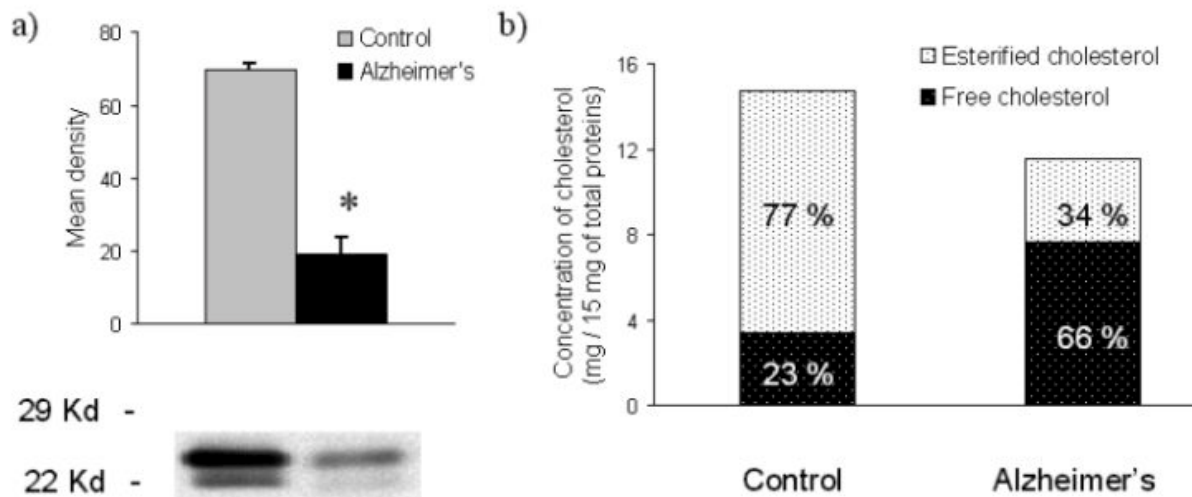 a)
80
60
40
20
0
Mean density
Control
Alzheimer's
*
29 Kd -
22 Kd -
b)
Esterified cholesterol
Free cholesterol
16
12
8
4
0
Concentration of cholesterol
(mg / 15 mg of total proteins)
77 %
23 %
34 %
66 %
Control
Alzheimer's